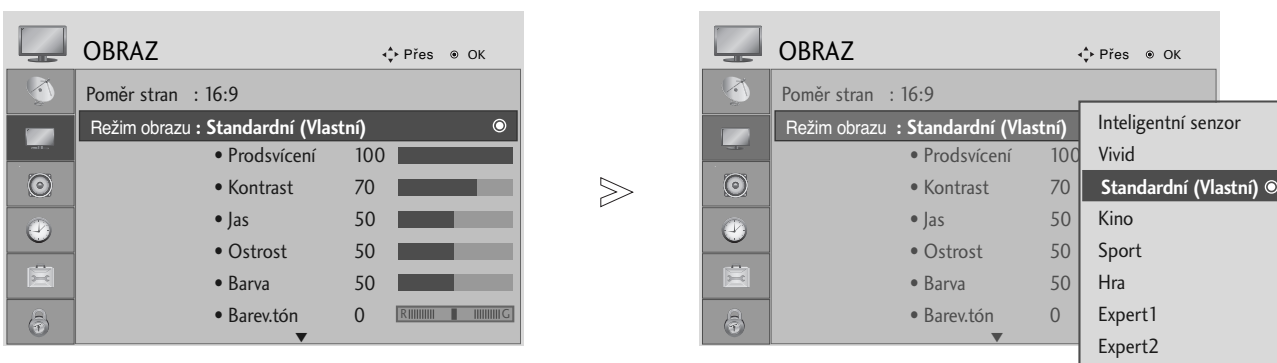 OBRAZ
Přes OK
Poměr stran : 16:9
Režim obrazu : Standardní (Vlastní)
• Prodsvícení 100
• Kontrast 70
• Jas 50
• Ostrost 50
• Barva 50
• Barev.tón 0 R G
OBRAZ
Přes OK
Poměr stran : 16:9
Režim obrazu : Standardní (Vlastní)
• Prodsvícení 100
• Kontrast 70
• Jas 50
• Ostrost 50
• Barva 50
• Barev.tón 0
Inteligentní senzor
Vivid
Standardní (Vlastní)
Kino
Sport
Hra
Expert1
Expert2